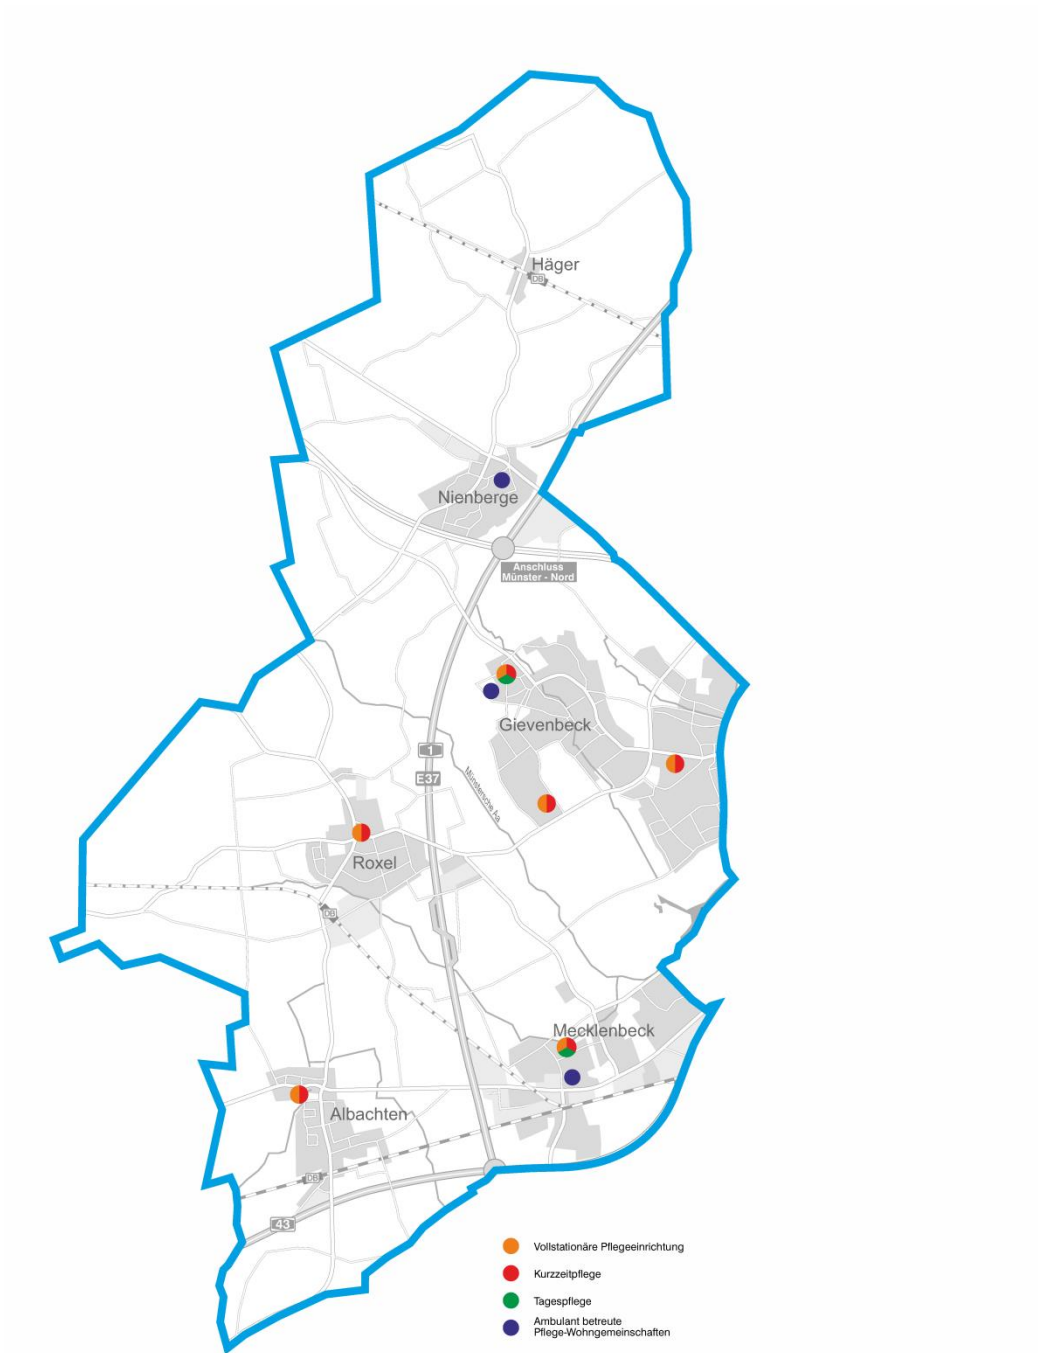 Häger
DB
Nienberge
Anschluss
Münster - Nord
Gievenbeck
1
E37
Münstersche Aa
Roxel
DB
Mecklenbeck
Albachten
DB
43
Vollstationäre Pflegeeinrichtung
Kurzzeitpflege
Tagespflege
Ambulant betreute
Pflege-Wohngemeinschaften